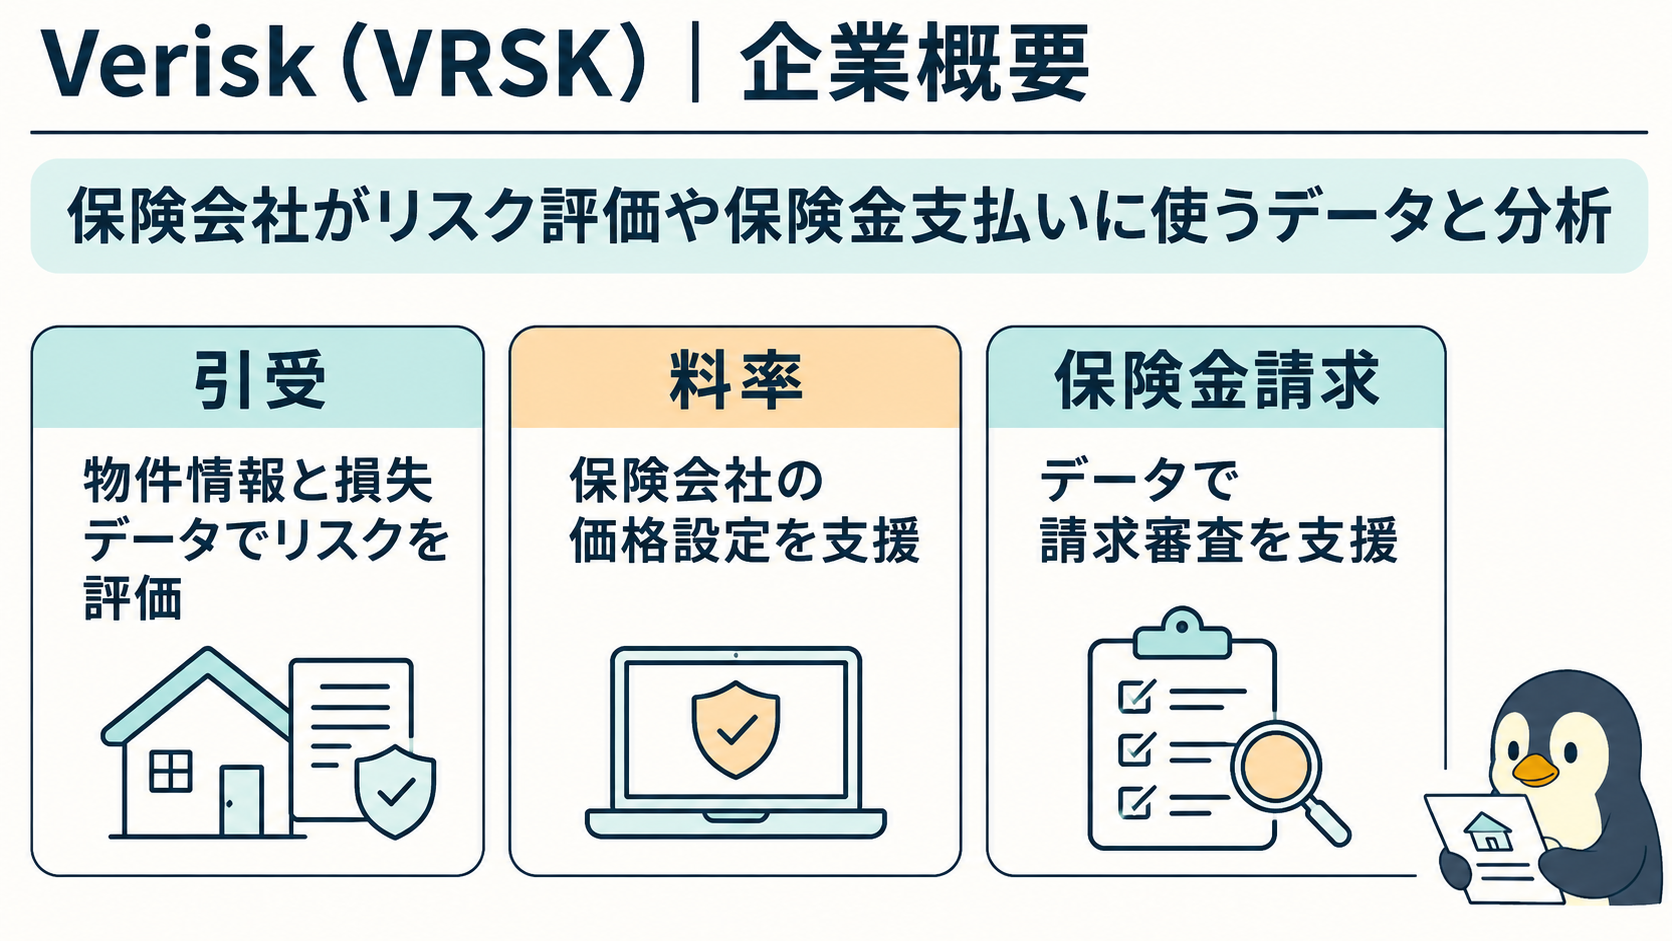 Verisk（VRSK）｜企業概要
保険会社がリスク評価や保険金支払いに使うデータと分析
引受
物件情報と損失
データでリスクを
評価
料率
保険会社の
価格設定を支援
保険金請求
データで
請求審査を支援